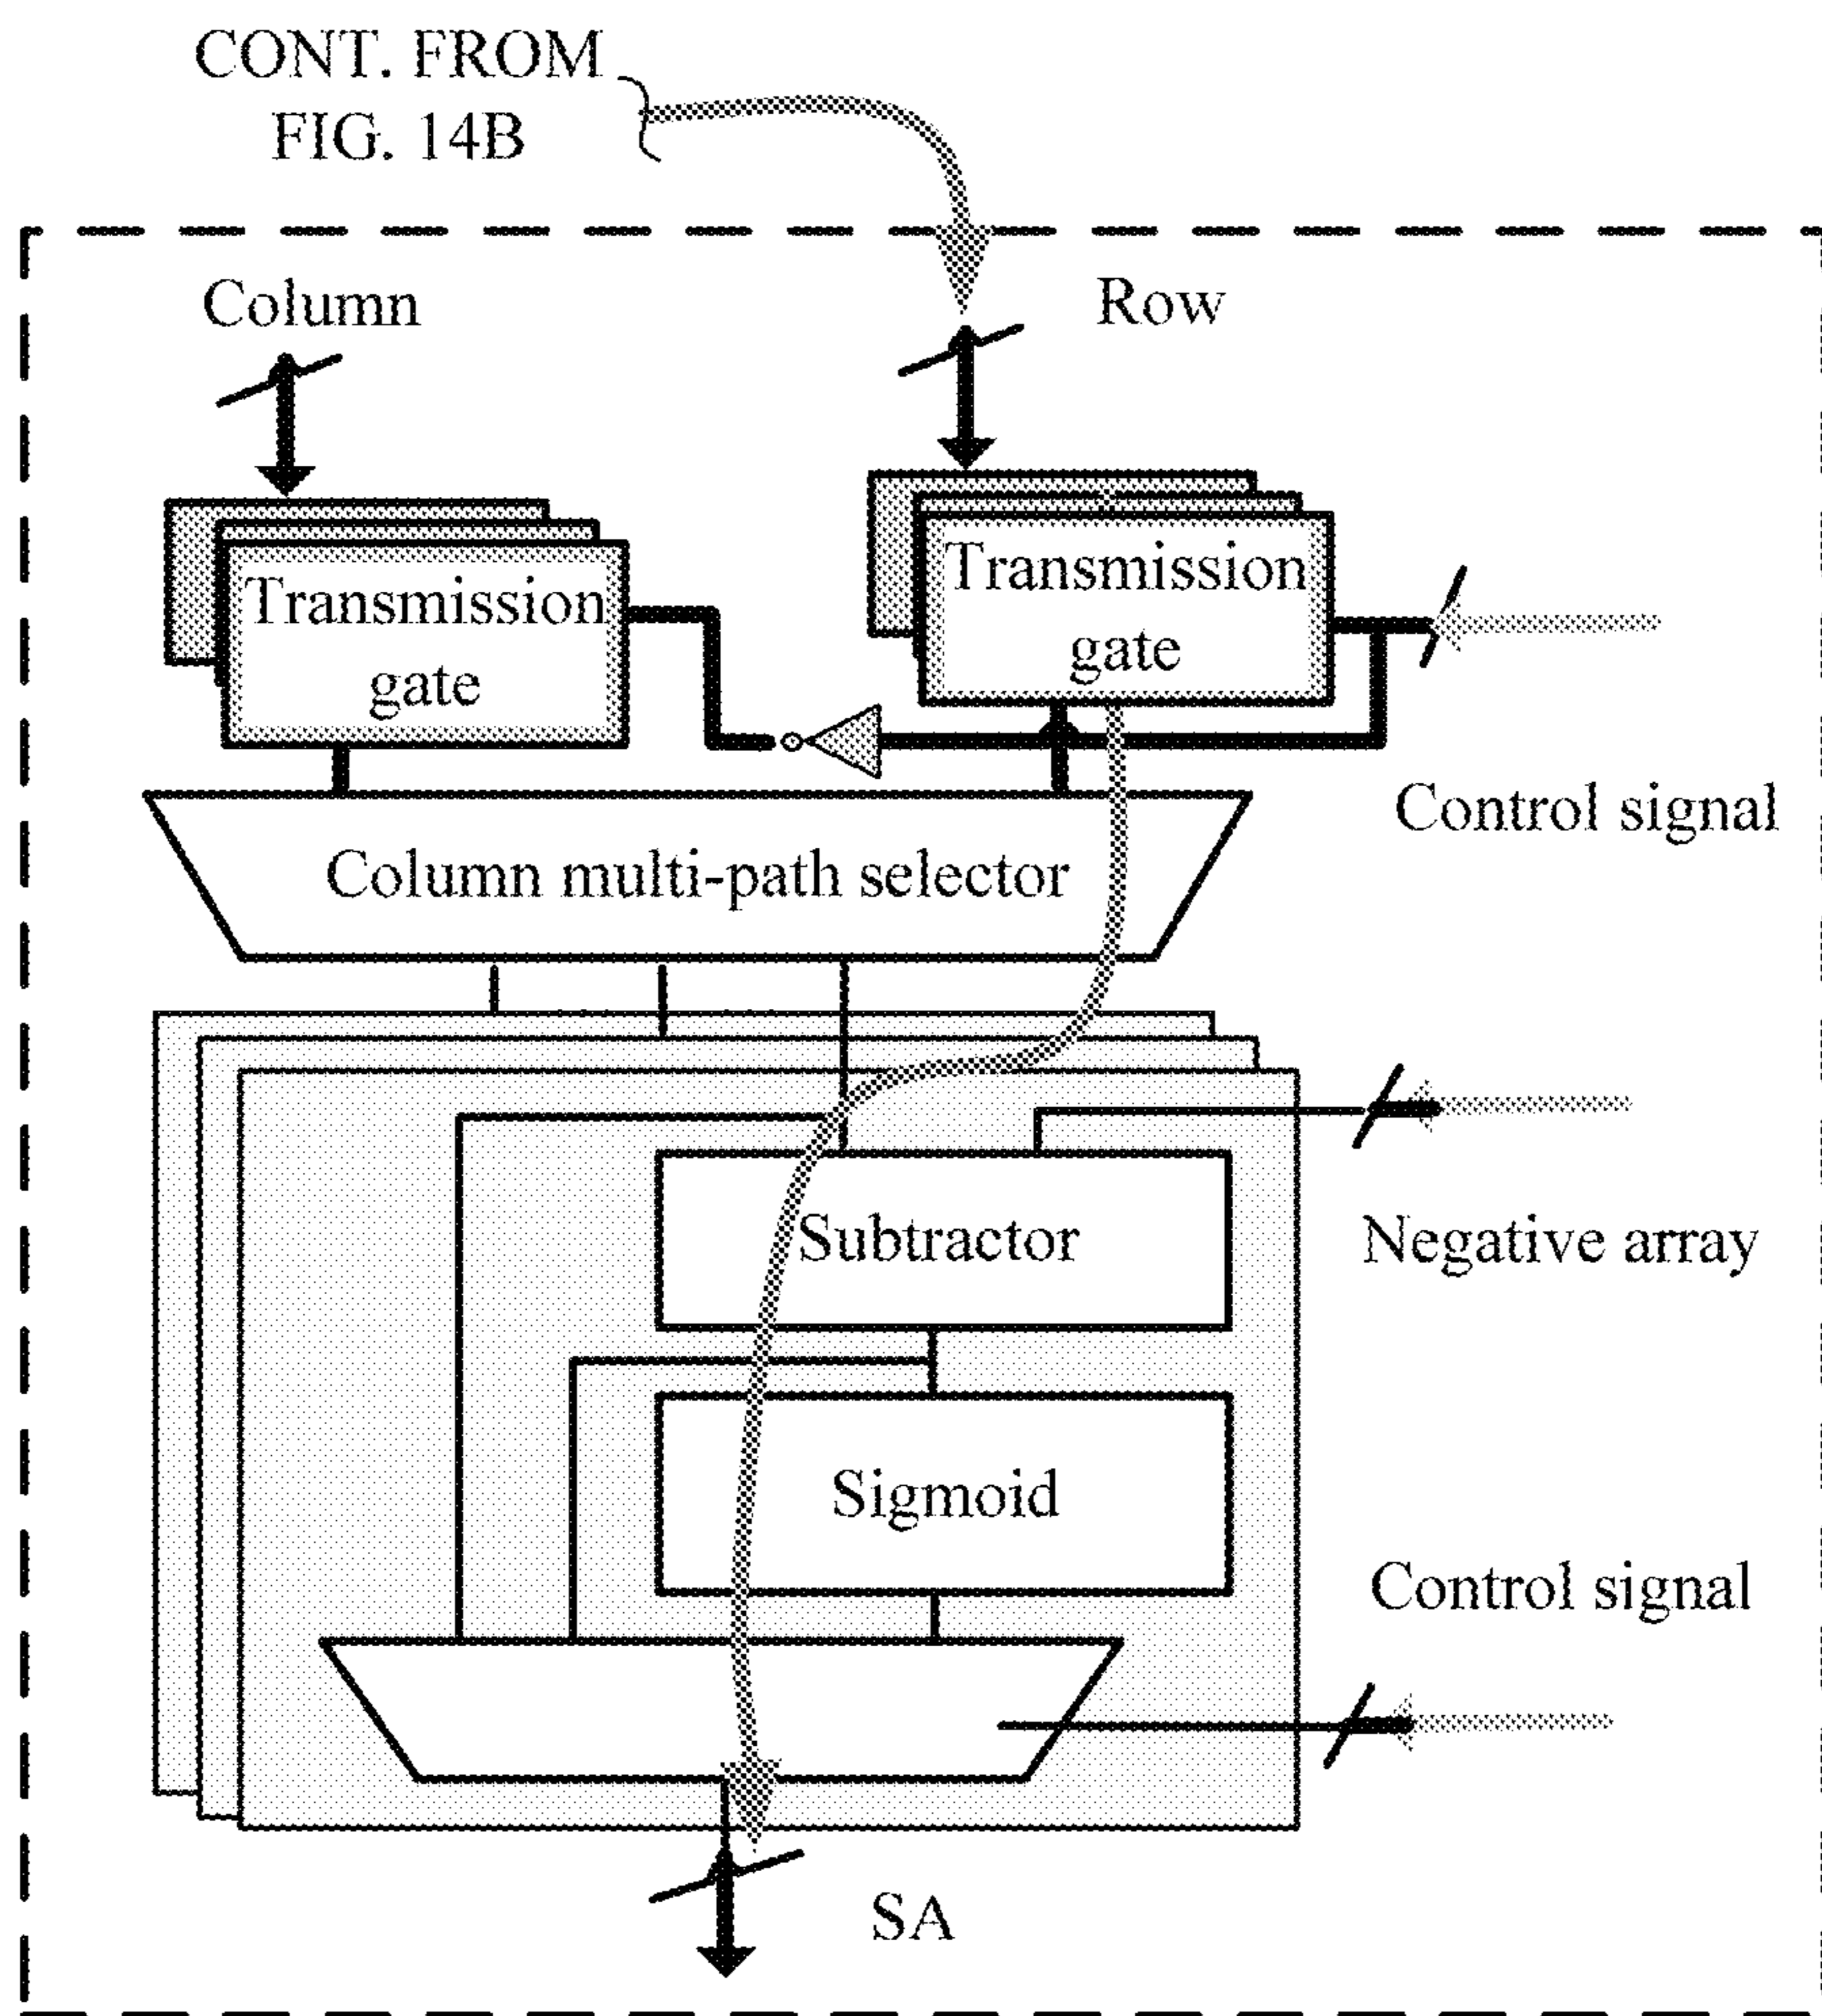 CONT. FROM
FIG. 14B
Column
Row
Transmission
gate
Transmission
gate
Control signal
Column multi-path selector
Subtractor
Negative array
Sigmoid
Control signal
SA